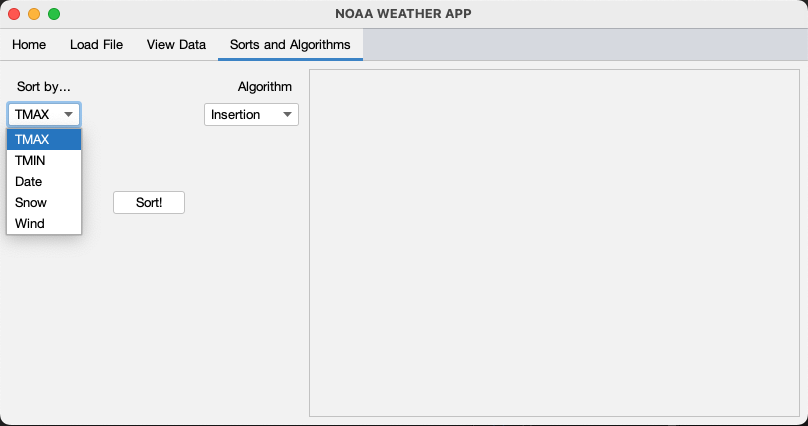 NOAA WEATHER APP
Home Load File View Data Sorts and Algorithms
Sort by... Algorithm
TMAX Insertion
TMAX
TMIN
Date
Snow Sort!
Wind